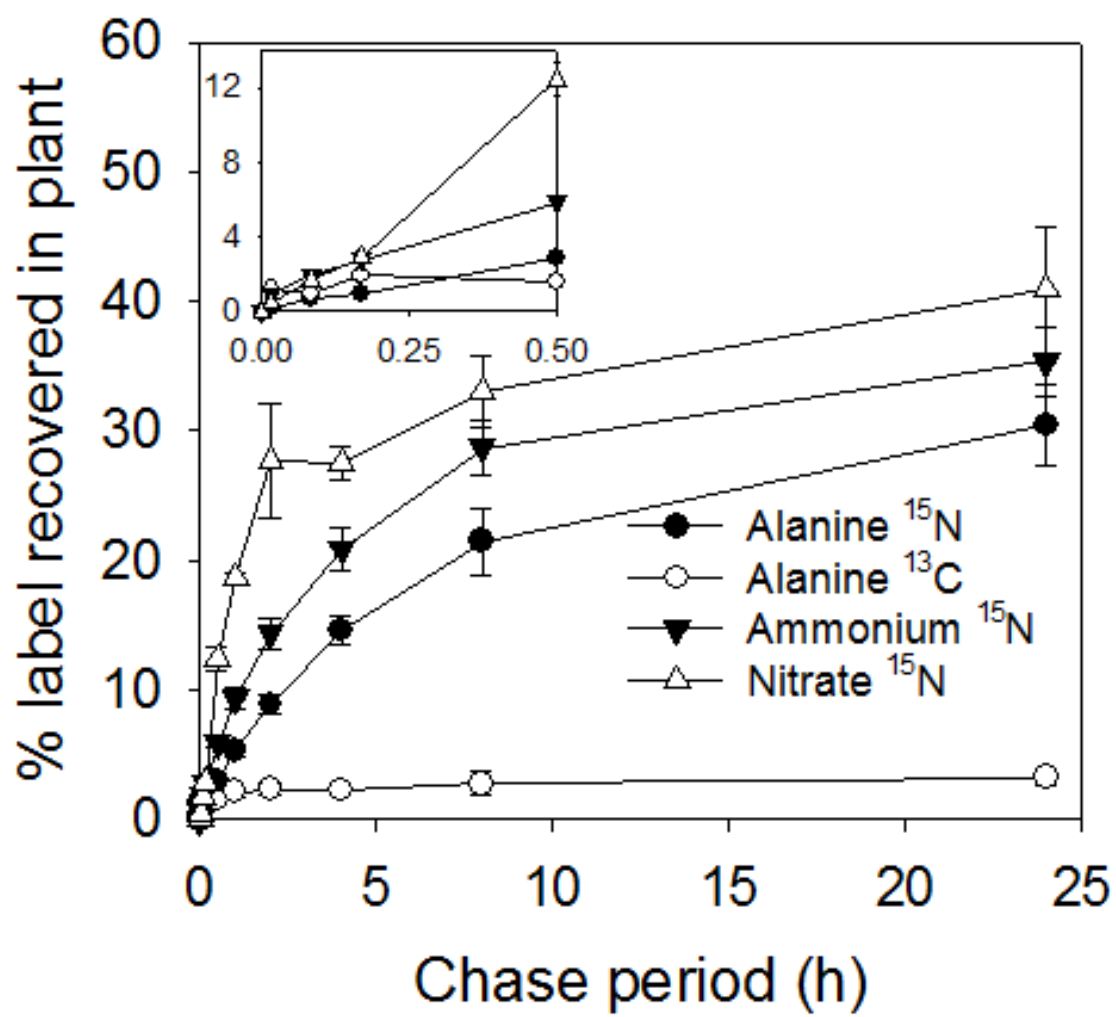 % label recovered in plant
60
50
40
30
20
10
0
12
8
4
0
0.00 0.25 0.50
Alanine ¹⁵N
Alanine ¹³C
Ammonium ¹⁵N
Nitrate ¹⁵N
0 5 10 15 20 25
Chase period (h)